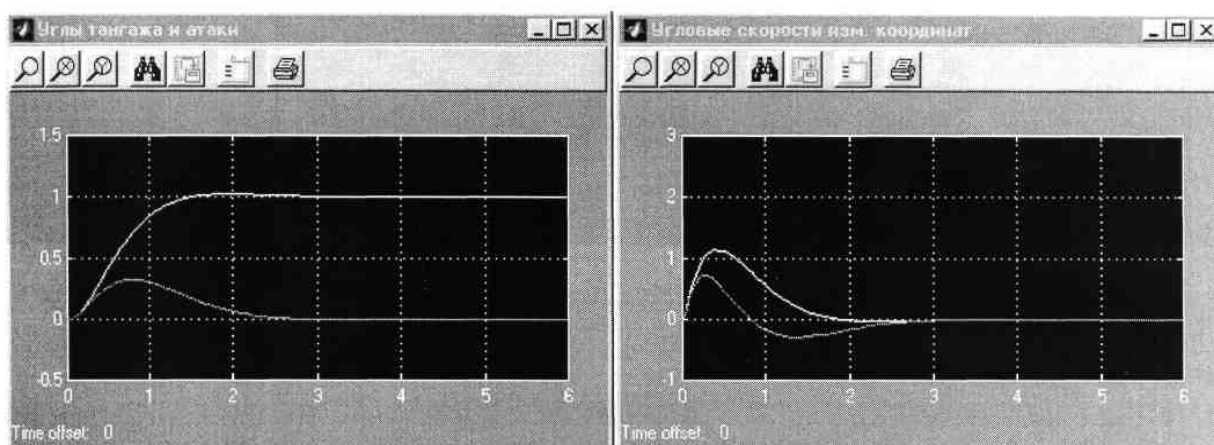 Углы тангажа и атаки
1.5
1
0.5
0
-0.5
0 1 2 3 4 5 6
Time offset: 0
Угловые скорости изм. координат
3
2
1
0
-1
0 1 2 3 4 5 6
Time offset: 0